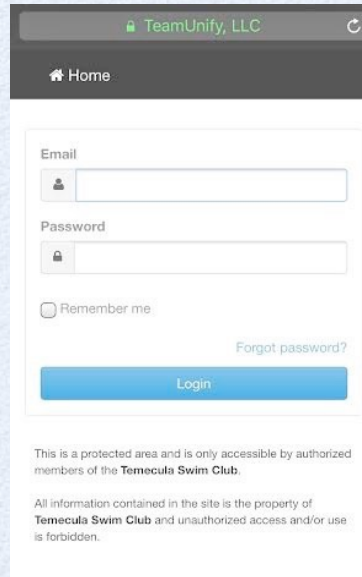 TeamUnify, LLC
Home
Email
Password
Remember me
Forgot password?
Login
This is a protected area and is only accessible by authorized
members of the Temecula Swim Club.
All information contained in the site is the property of
Temecula Swim Club and unauthorized access and/or use
is forbidden.